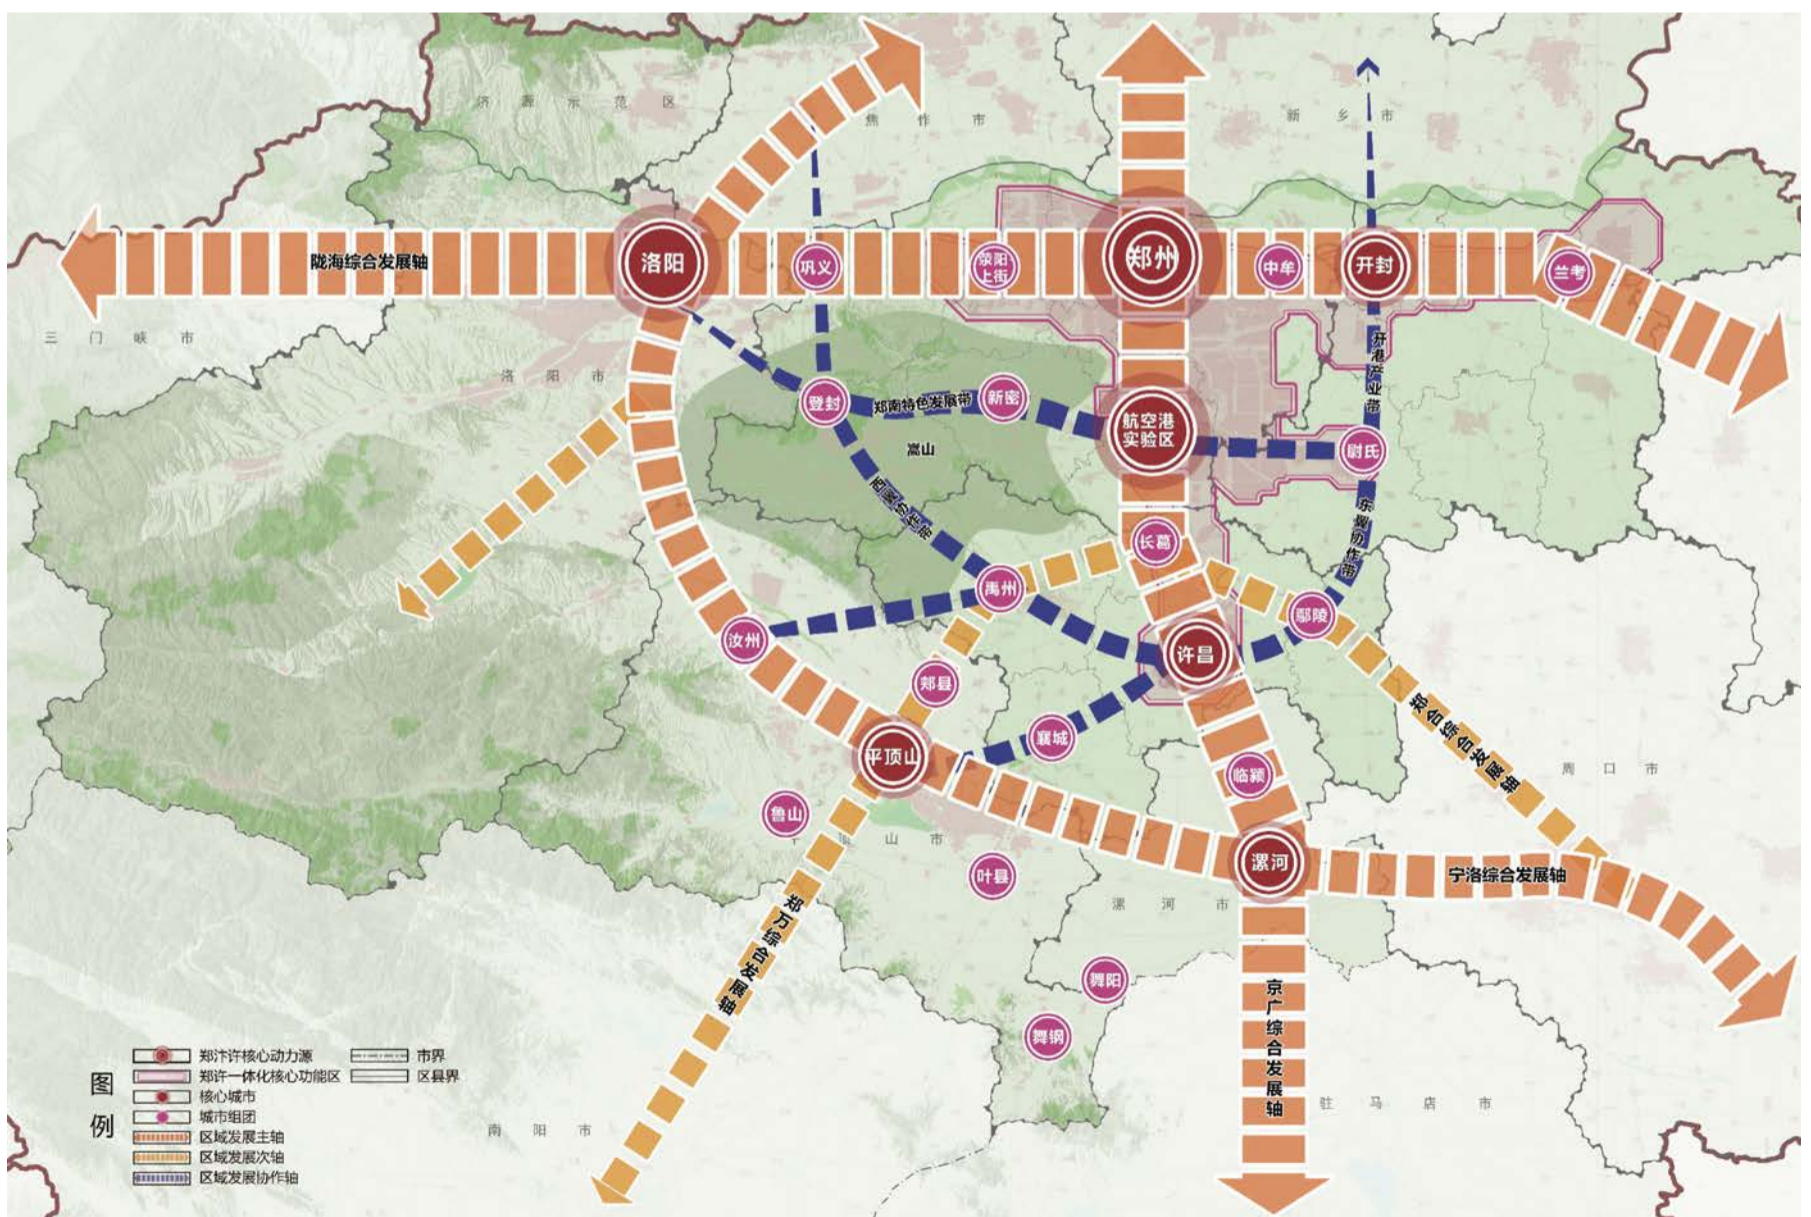 济源示范区
焦作市
新乡市
陇海综合发展轴
洛阳
巩义
荥阳
上街
郑州
中牟
开封
兰考
三门峡市
洛阳市
开港产业带
登封
郑南特色发展带
新密
航空港
实验区
尉氏
嵩山
西翼协作带
东翼协作带
长葛
禹州
鄢陵
汝州
许昌
郏县
襄城
郑合综合发展轴
平顶山
临颍
周口市
鲁山
山市
漯河
叶县
宁洛综合发展轴
漯河市
郑万综合发展轴
舞阳
京广综合发展轴
舞钢
驻马店市
南阳市
图例
郑汴许核心动力源
市界
郑许一体化核心功能区
区县界
核心城市
城市组团
区域发展主轴
区域发展次轴
区域发展协作轴